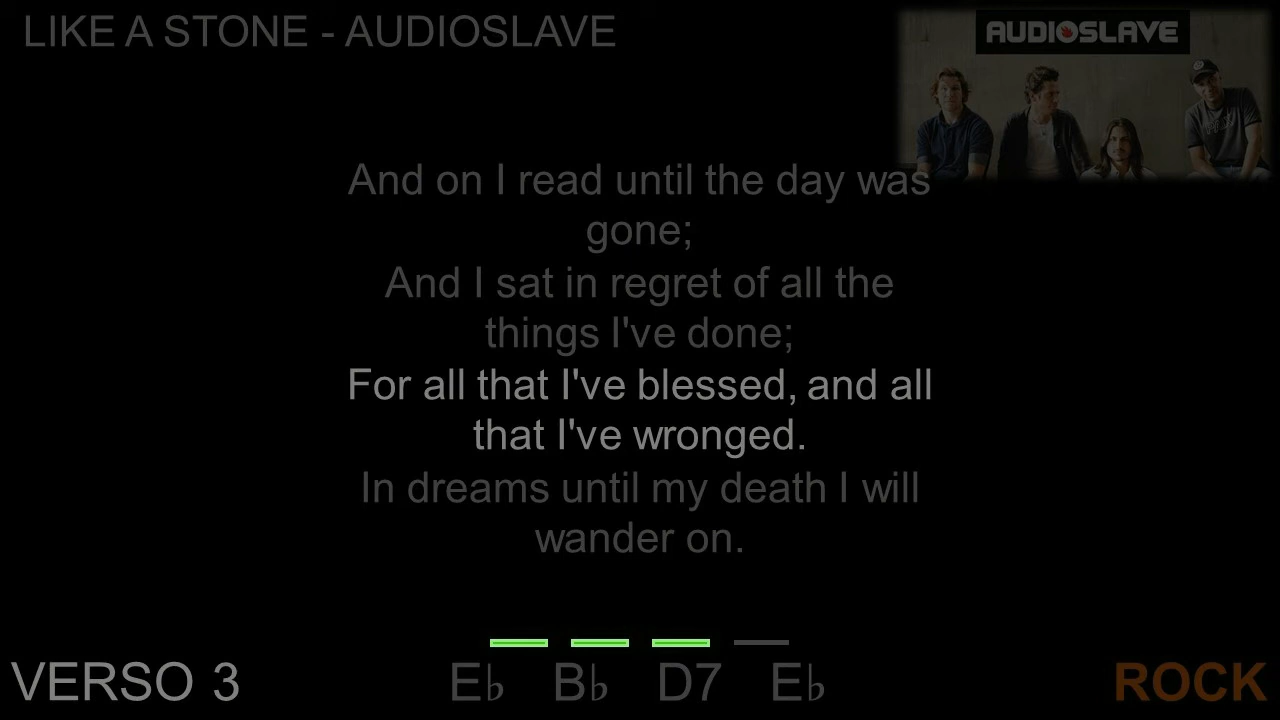 LIKE A STONE - AUDIOSLAVE
AUDIOSLAVE
And on I read until the day was
gone;
And I sat in regret of all the
things I've done;
For all that I've blessed, and all
that I've wronged.
In dreams until my death I will
wander on.
VERSO 3
E♭ B♭ D7 E♭
ROCK